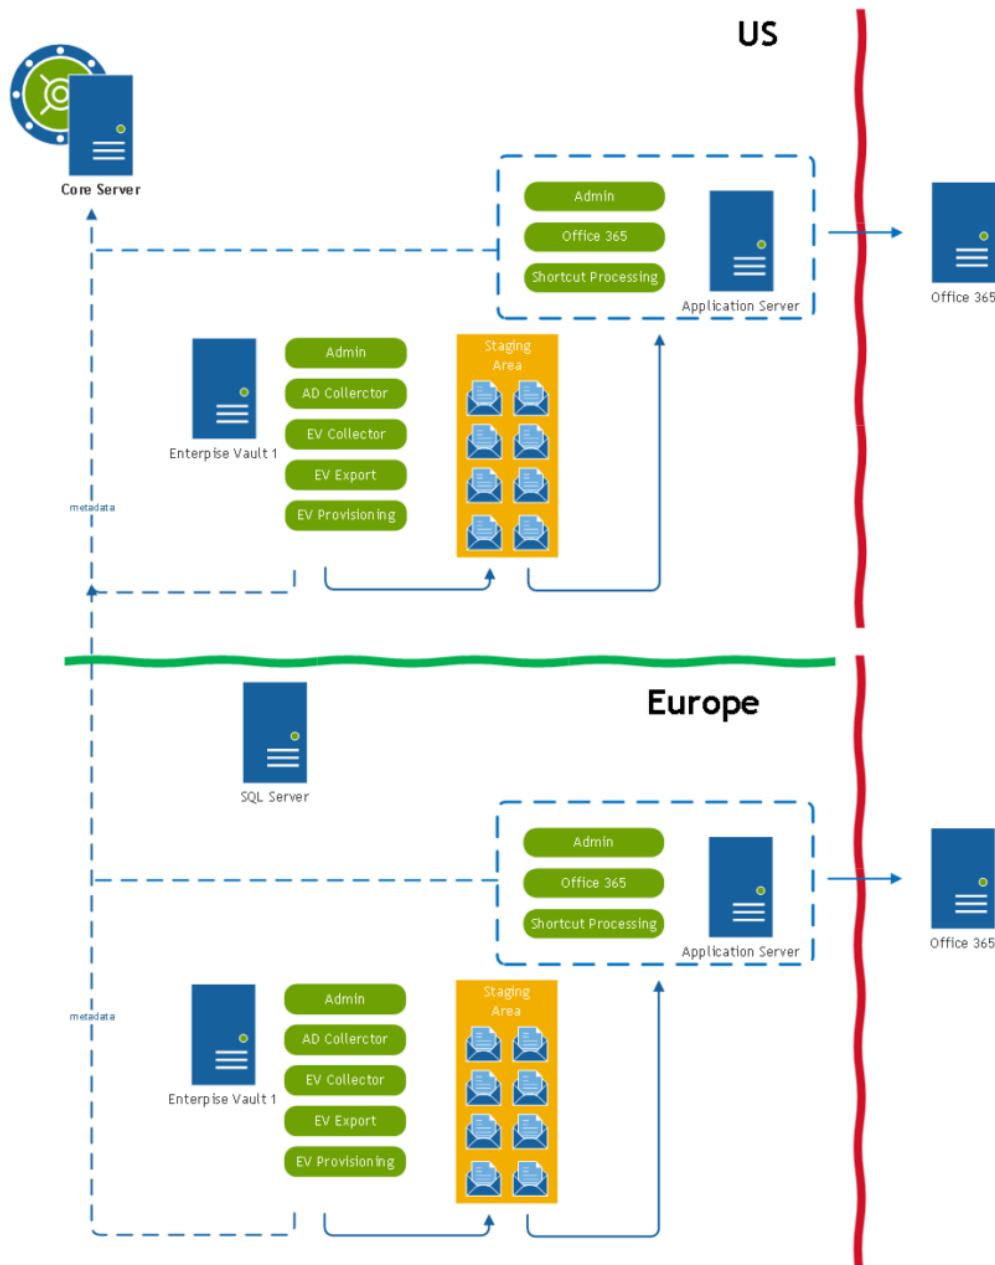 US
Core Server
Admin
Office 365
Shortcut Processing
Application Server
Office 365
Enterpise Vault 1
Admin
AD Collerctor
EV Collector
EV Export
EV Provisioning
Staging
Area
metadata
Europe
SQL Server
Admin
Office 365
Shortcut Processing
Application Server
Office 365
Enterpise Vault 1
Admin
AD Collerctor
EV Collector
EV Export
EV Provisioning
Staging
Area
metadata